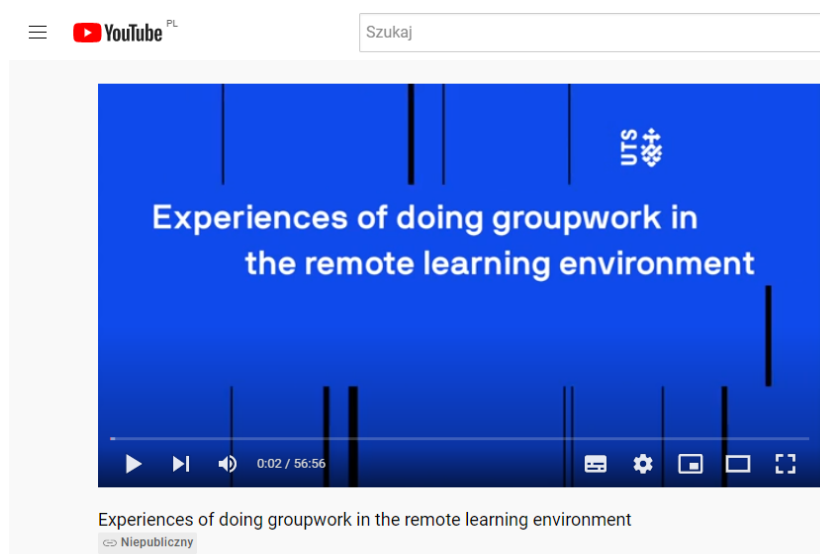 YouTube PL
Szukaj
UTS
Experiences of doing groupwork in
the remote learning environment
0:02 / 56:56
Experiences of doing groupwork in the remote learning environment
Niepubliczny